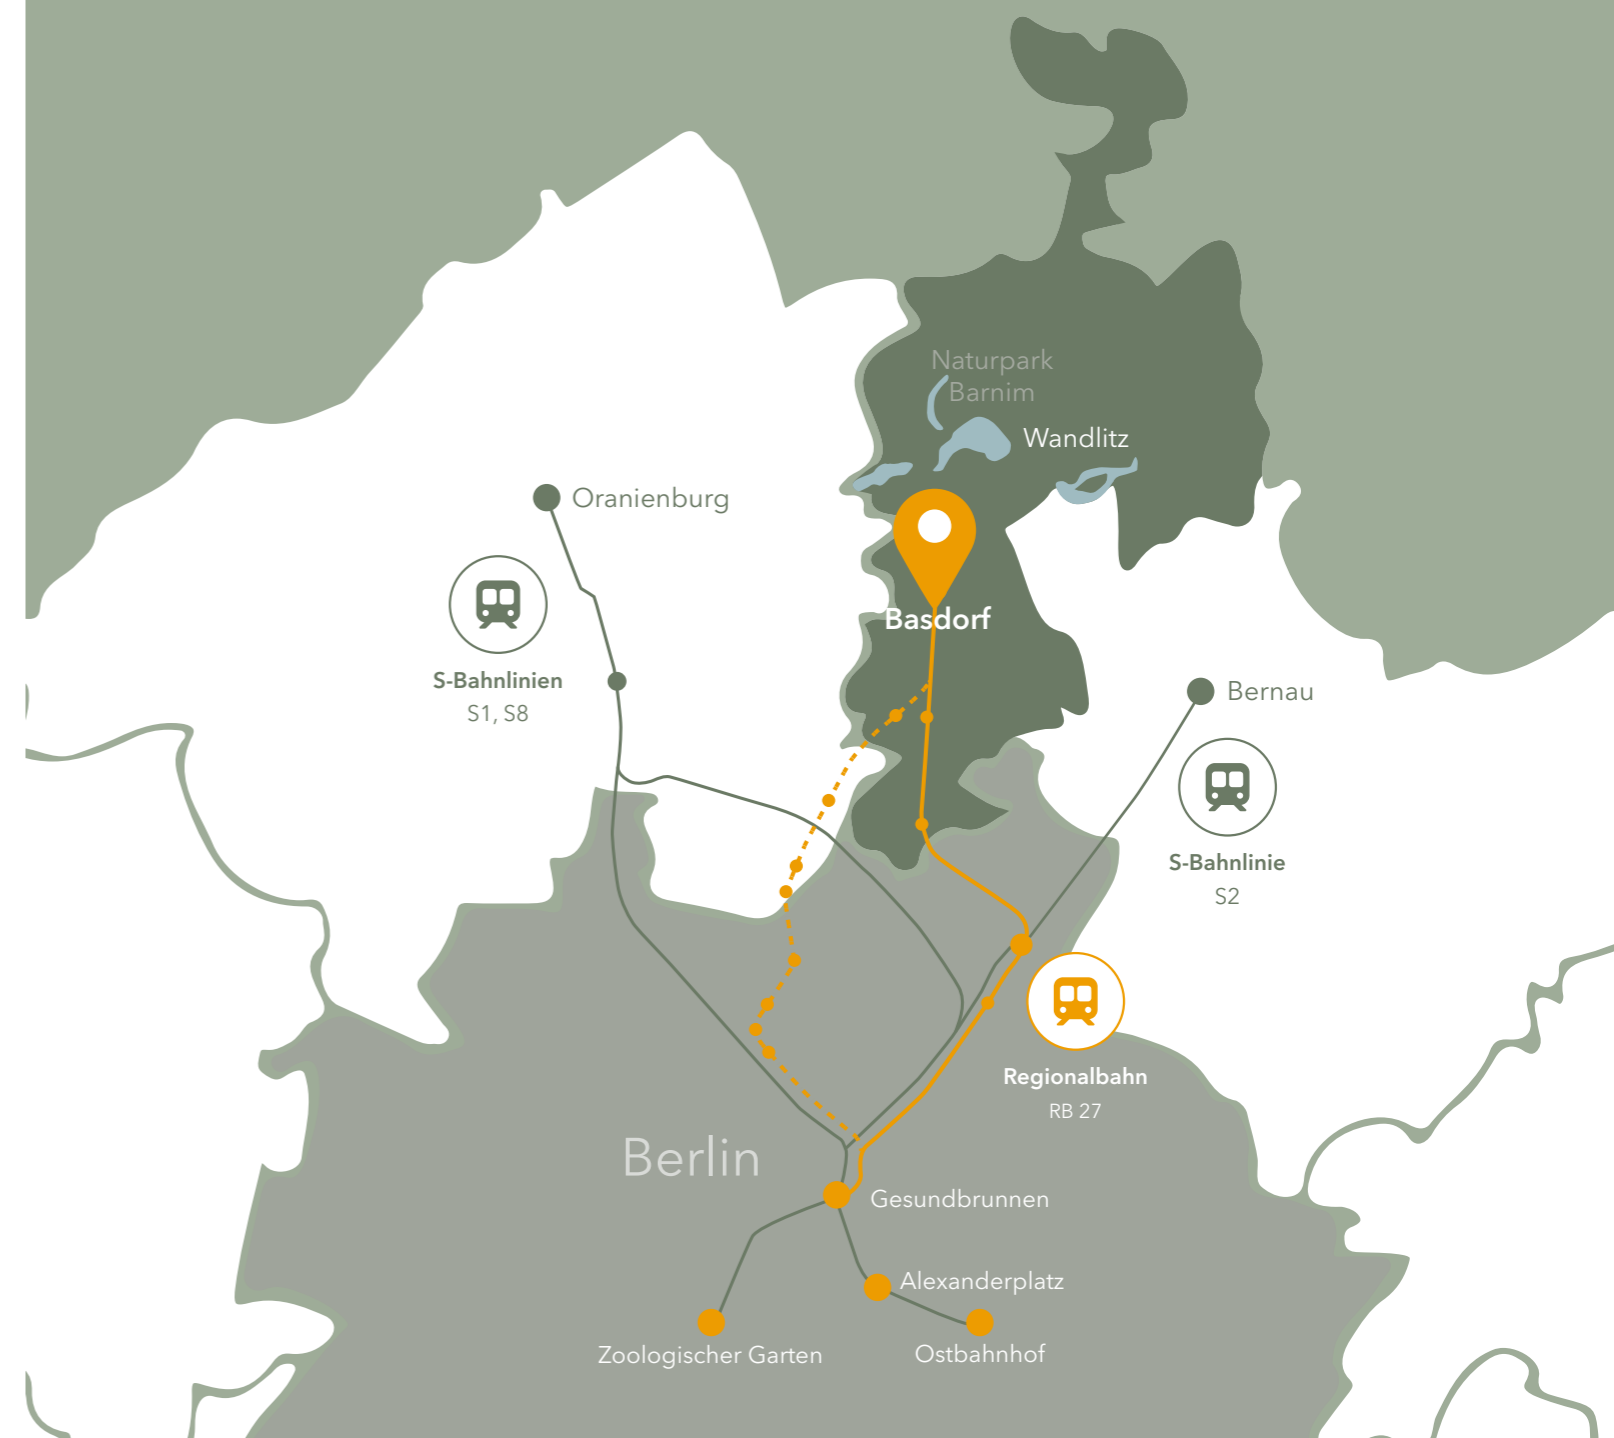 Naturpark
Barnim
Wandlitz
Oranienburg
Basdorf
S-Bahnlinien
S1, S8
Bernau
S-Bahnlinie
S2
Regionalbahn
RB 27
Berlin
Gesundbrunnen
Alexanderplatz
Zoologischer Garten
Ostbahnhof